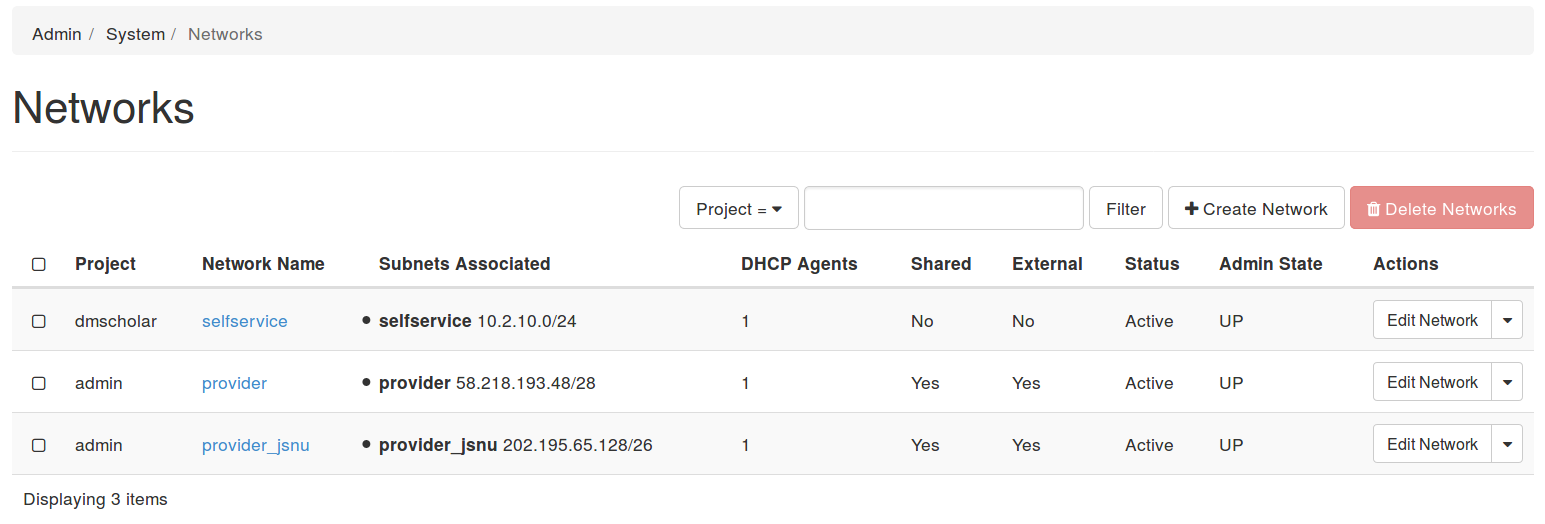 Admin / System / Networks
Networks
Project = Filter Create Network Delete Networks
Project Network Name Subnets Associated DHCP Agents Shared External Status Admin State Actions
dmscholar selfservice • selfservice 10.2.10.0/24 1 No No Active UP Edit Network
admin provider • provider 58.218.193.48/28 1 Yes Yes Active UP Edit Network
admin provider_jsnu • provider_jsnu 202.195.65.128/26 1 Yes Yes Active UP Edit Network
Displaying 3 items